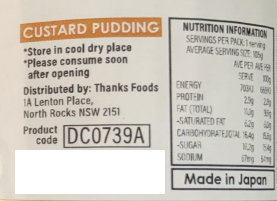 CUSTARD PUDDING
*Store in cool dry place
*Please consume soon
after opening
Distributed by: Thanks Foods
1A Lenton Place,
North Rocks NSW 2151
Product
code DC0739A
NUTRITION INFORMATION
SERVINGS PER PACK: 1 serving
AVERAGE SERVING SIZE: 105g
AVE PER AVE PER
SERVE 100g
ENERGY
PROTEIN
FAT (TOTAL)
-SATURATED FAT
CARBOHYDRATE TOTAL
-SUGAR
SODIUM
Made in Japan